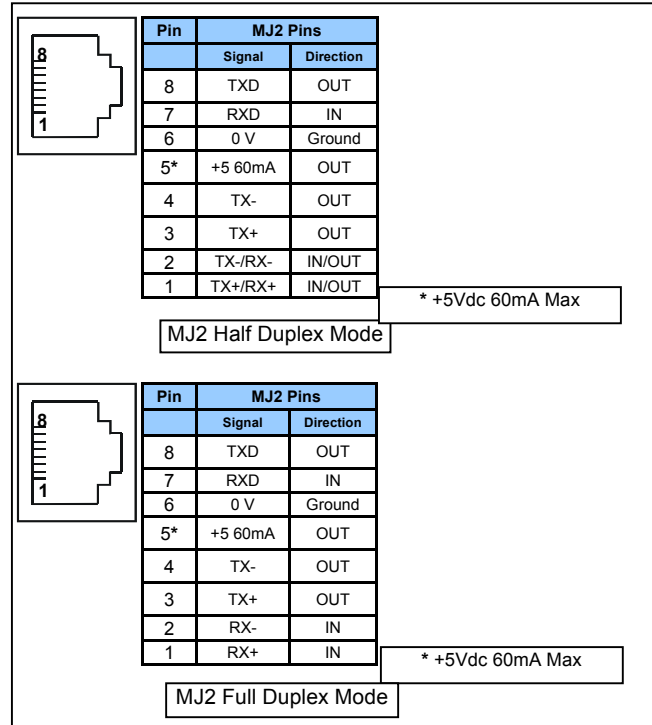 8
1
Pin MJ2 Pins
Signal Direction
8 TXD OUT
7 RXD IN
6 0 V Ground
5* +5 60mA OUT
4 TX- OUT
3 TX+ OUT
2 TX-/RX- IN/OUT
1 TX+/RX+ IN/OUT
* +5Vdc 60mA Max
MJ2 Half Duplex Mode
8
1
Pin MJ2 Pins
Signal Direction
8 TXD OUT
7 RXD IN
6 0 V Ground
5* +5 60mA OUT
4 TX- OUT
3 TX+ OUT
2 RX- IN
1 RX+ IN
* +5Vdc 60mA Max
MJ2 Full Duplex Mode